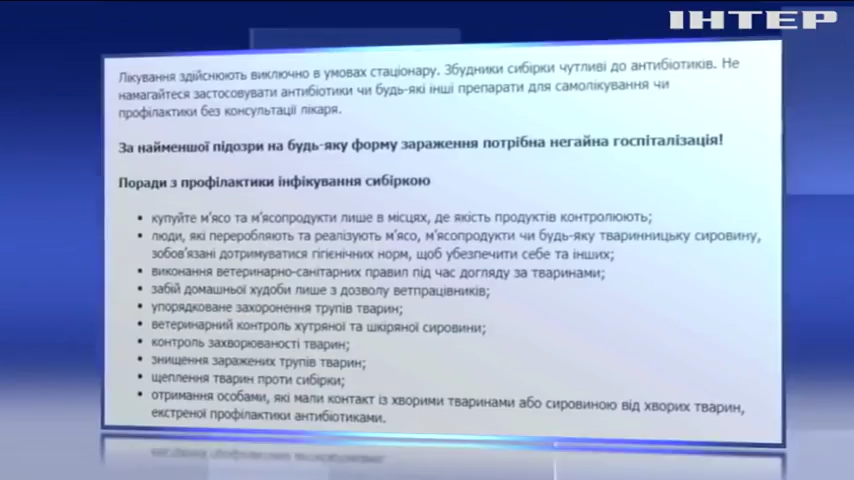 ІНТЕР
Лікування здійснюють виключно в умовах стаціонару. Збудники сибірки чутливі до антибіотиків. Не
намагайтеся застосовувати антибіотики чи будь-які інші препарати для самолікування чи
профілактики без консультації лікаря.
За найменшої підозри на будь-яку форму зараження потрібна негайна госпіталізація!
Поради з профілактики інфікування сибіркою
• купуйте м'ясо та м'ясопродукти лише в місцях, де якість продуктів контролюють;
• люди, які переробляють та реалізують м'ясо, м'ясопродукти чи будь-яку тваринницьку сировину,
зобов'язані дотримуватися гігієнічних норм, щоб убезпечити себе та інших;
• виконання ветеринарно-санітарних правил під час догляду за тваринами;
• забій домашньої худоби лише з дозволу ветпрацівників;
• упорядковане захоронення трупів тварин;
• ветеринарний контроль хутряної та шкіряної сировини;
• контроль захворюваності тварин;
• знищення заражених трупів тварин;
• щеплення тварин проти сибірки;
• отримання особами, які мали контакт із хворими тваринами або сировиною від хворих тварин,
екстреної профілактики антибіотиками.